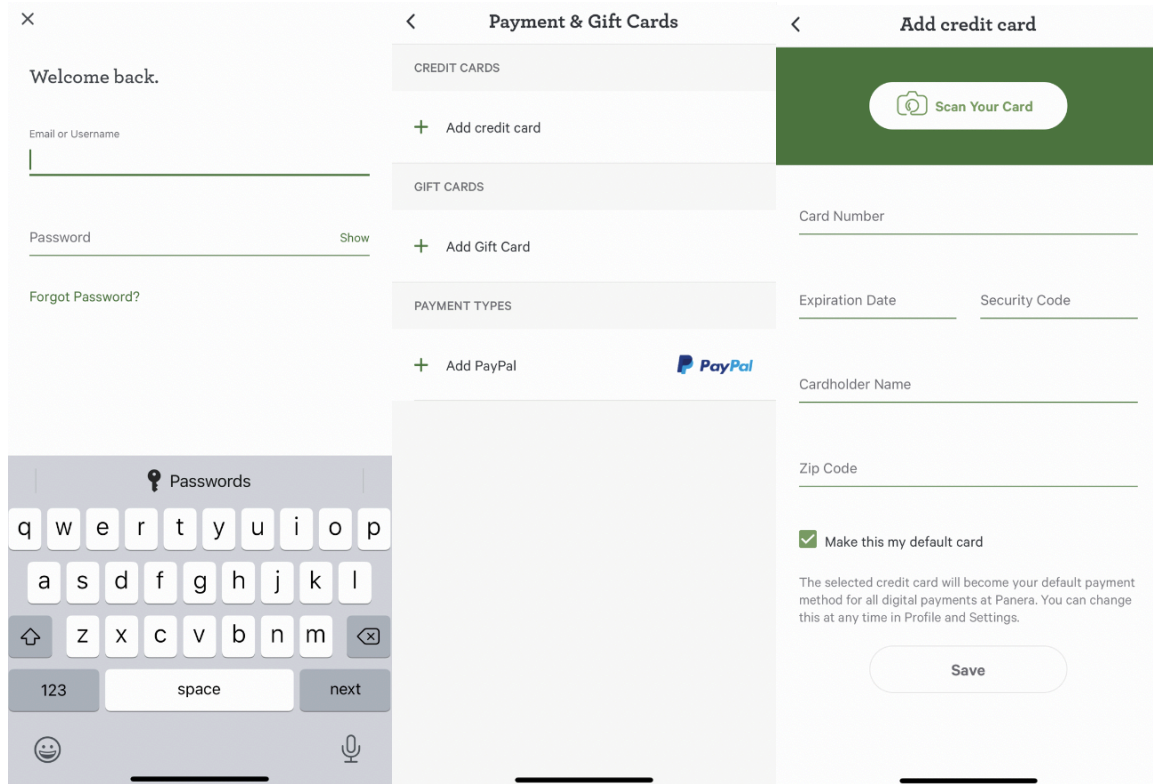 Welcome back.
Email or Username
Password
Show
Forgot Password?
Passwords
q w e r t y u i o p
a s d f g h j k l
z x c v b n m
123
space
next
Payment & Gift Cards
CREDIT CARDS
Add credit card
GIFT CARDS
Add Gift Card
PAYMENT TYPES
Add PayPal
PayPal
Add credit card
Scan Your Card
Card Number
Expiration Date
Security Code
Cardholder Name
Zip Code
Make this my default card
The selected credit card will become your default payment
method for all digital payments at Panera. You can change
this at any time in Profile and Settings.
Save